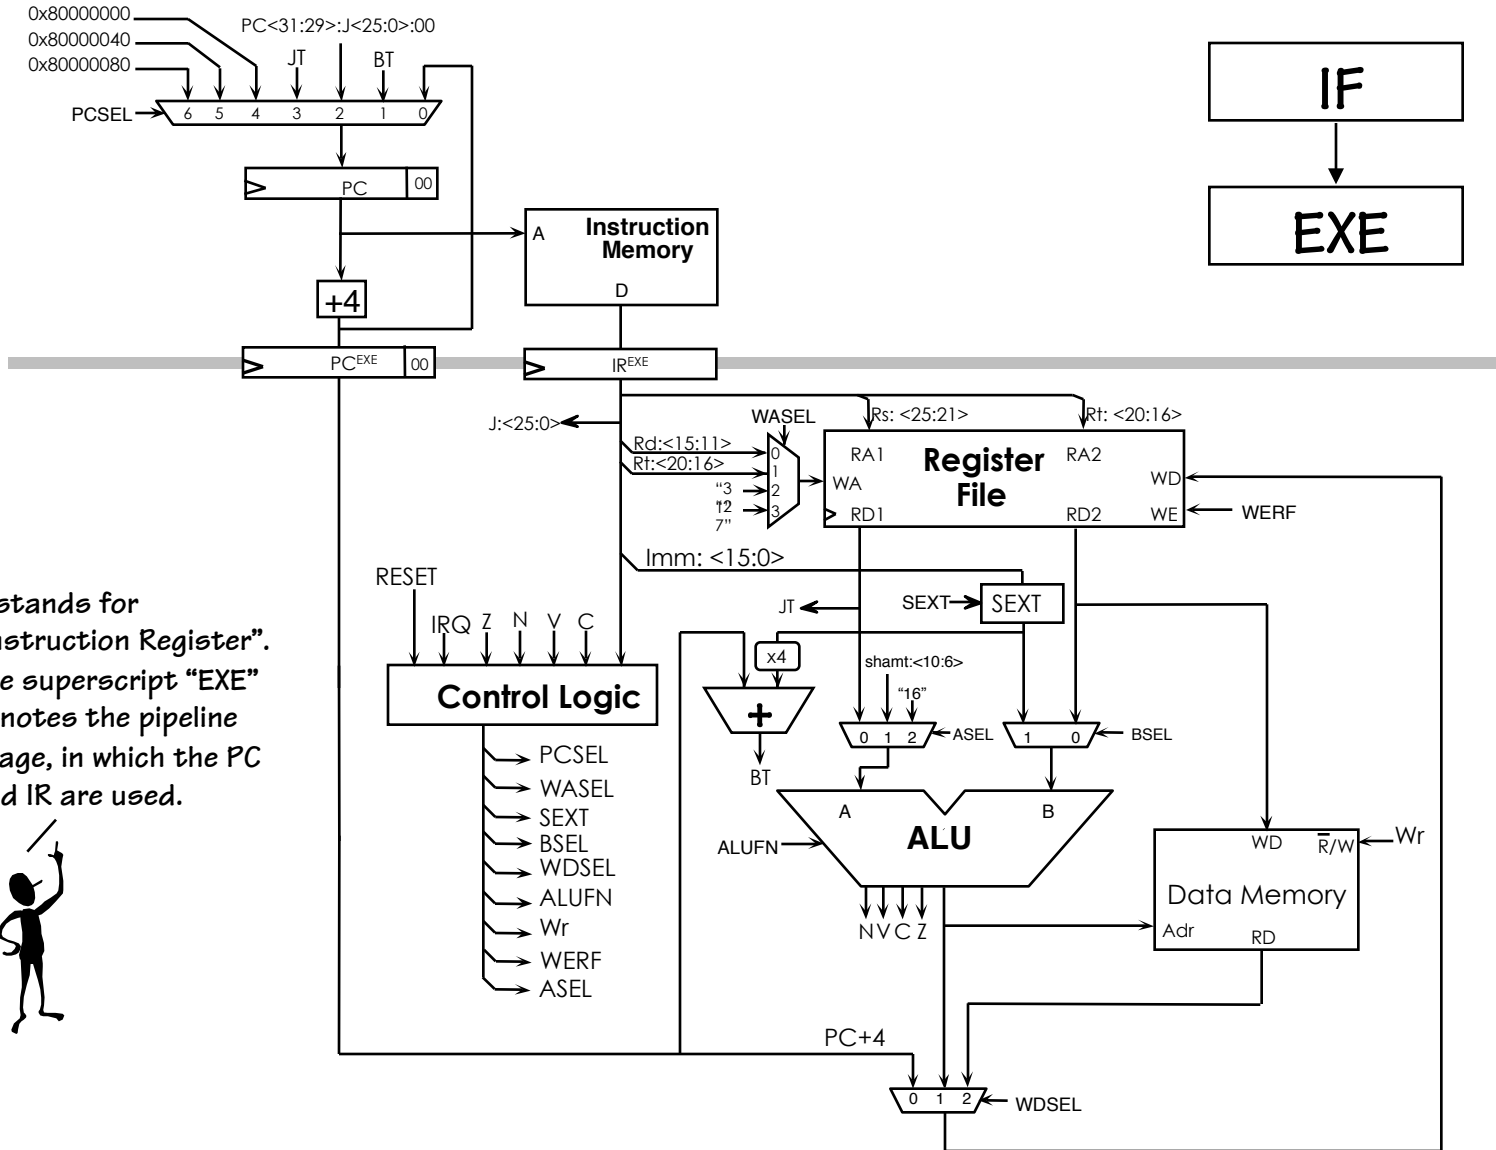 0x80000000
0x80000040
0x80000080
PC<31:29>:J<25:0>:00
JT
BT
PCSEL
6 5 4 3 2 1 0
PC 00
+4
A
Instruction
Memory
D
IF
EXE
PCEXE 00
IREXE
J:<25:0>
WASEL
Rs: <25:21>
Rt: <20:16>
Rd:<15:11>
Rt:<20:16>
0
1
2
3
“3
12
7”
RA1
RA2
Register
File
WA
WD
RD1
RD2
WE
WERF
Imm: <15:0>
RESET
IRQ Z N V C
SEXT
SEXT
JT
x4
shamt:<10:6>
“16”
Control Logic
+
0 1 2
ASEL
1 0
BSEL
BT
PCSEL
WASEL
SEXT
BSEL
WDSEL
ALUFN
Wr
WERF
ASEL
A
B
ALU
ALUFN
N V C Z
WD
R/W
Wr
Data Memory
Adr
RD
PC+4
0 1 2
WDSEL
stands for
struction Register”.
e superscript “EXE”
notes the pipeline
age, in which the PC
d IR are used.